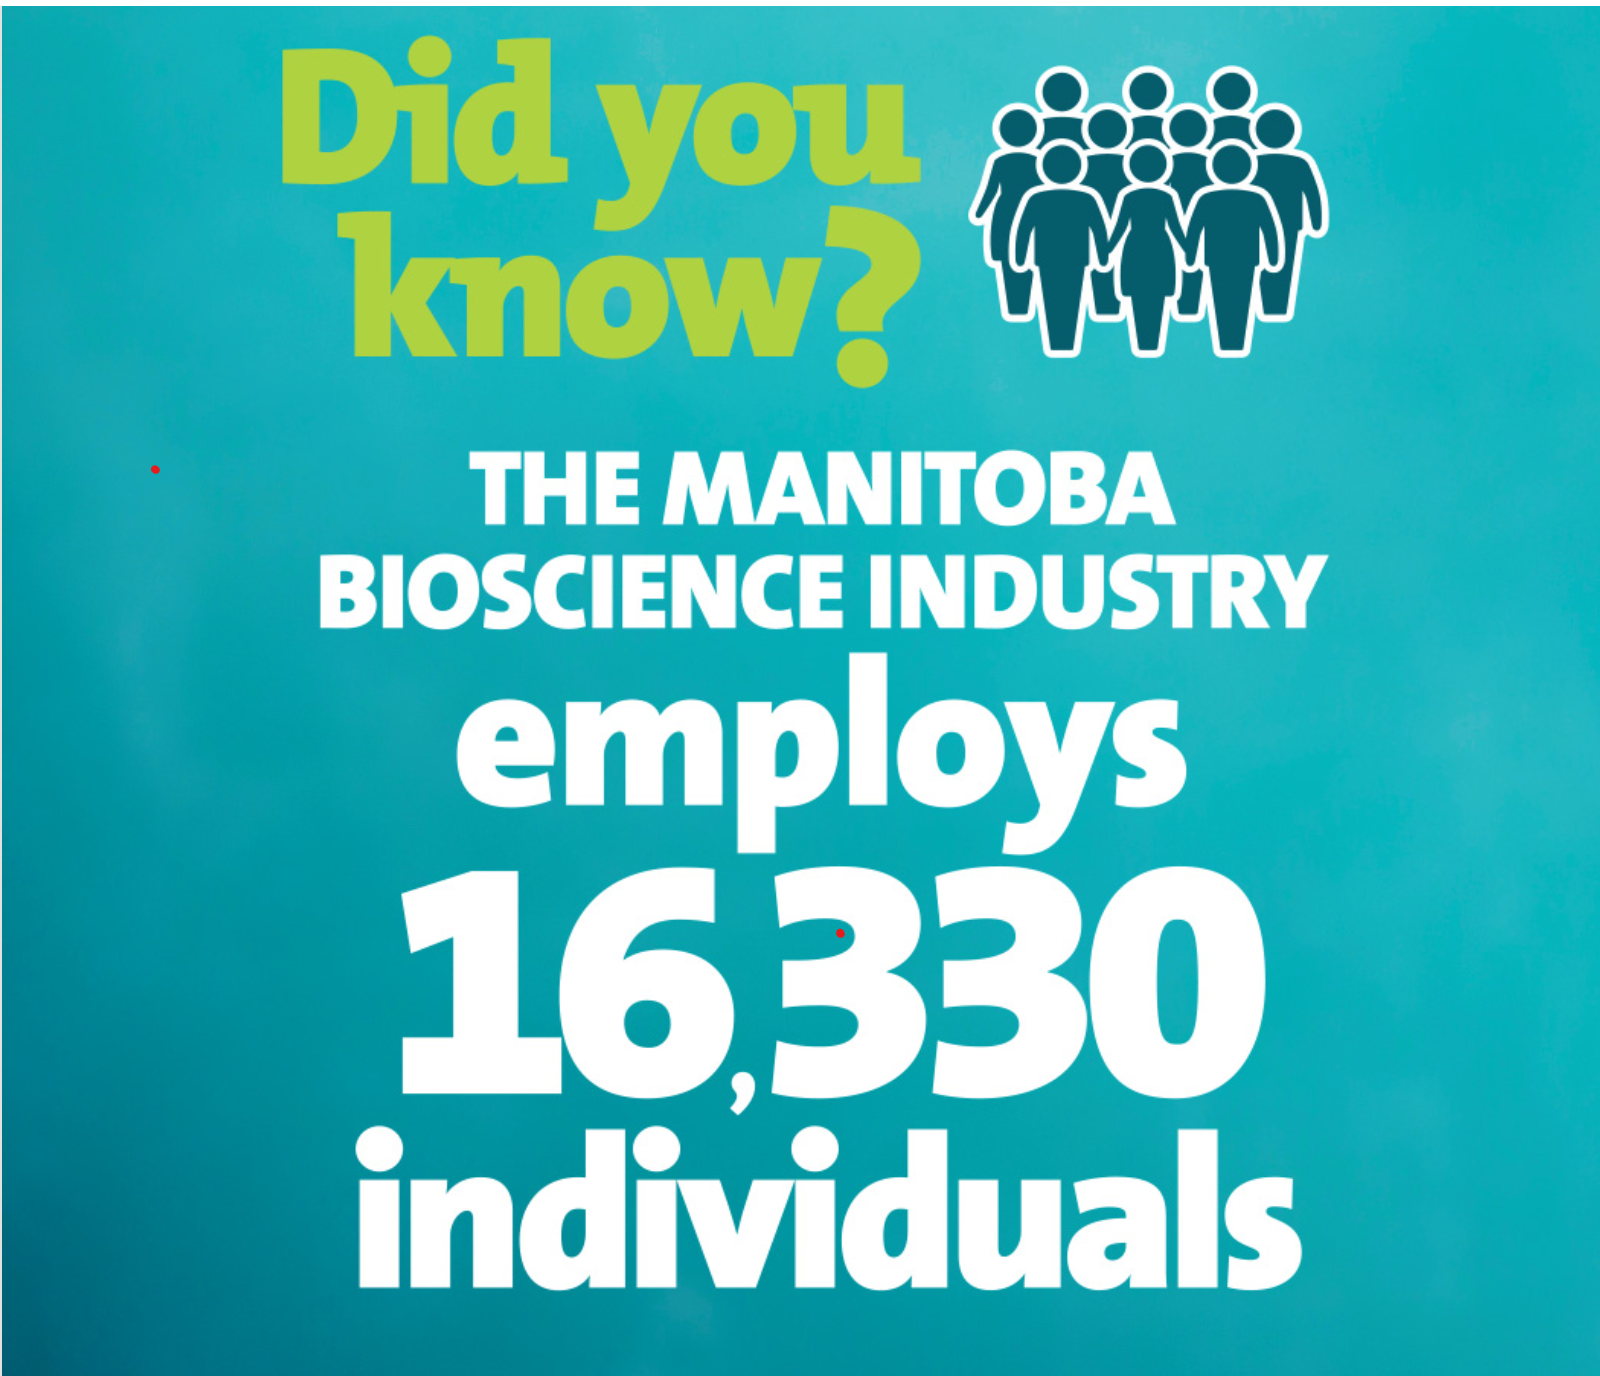 Did you
know?
THE MANITOBA
BIOSCIENCE INDUSTRY
employs
16,330
individuals